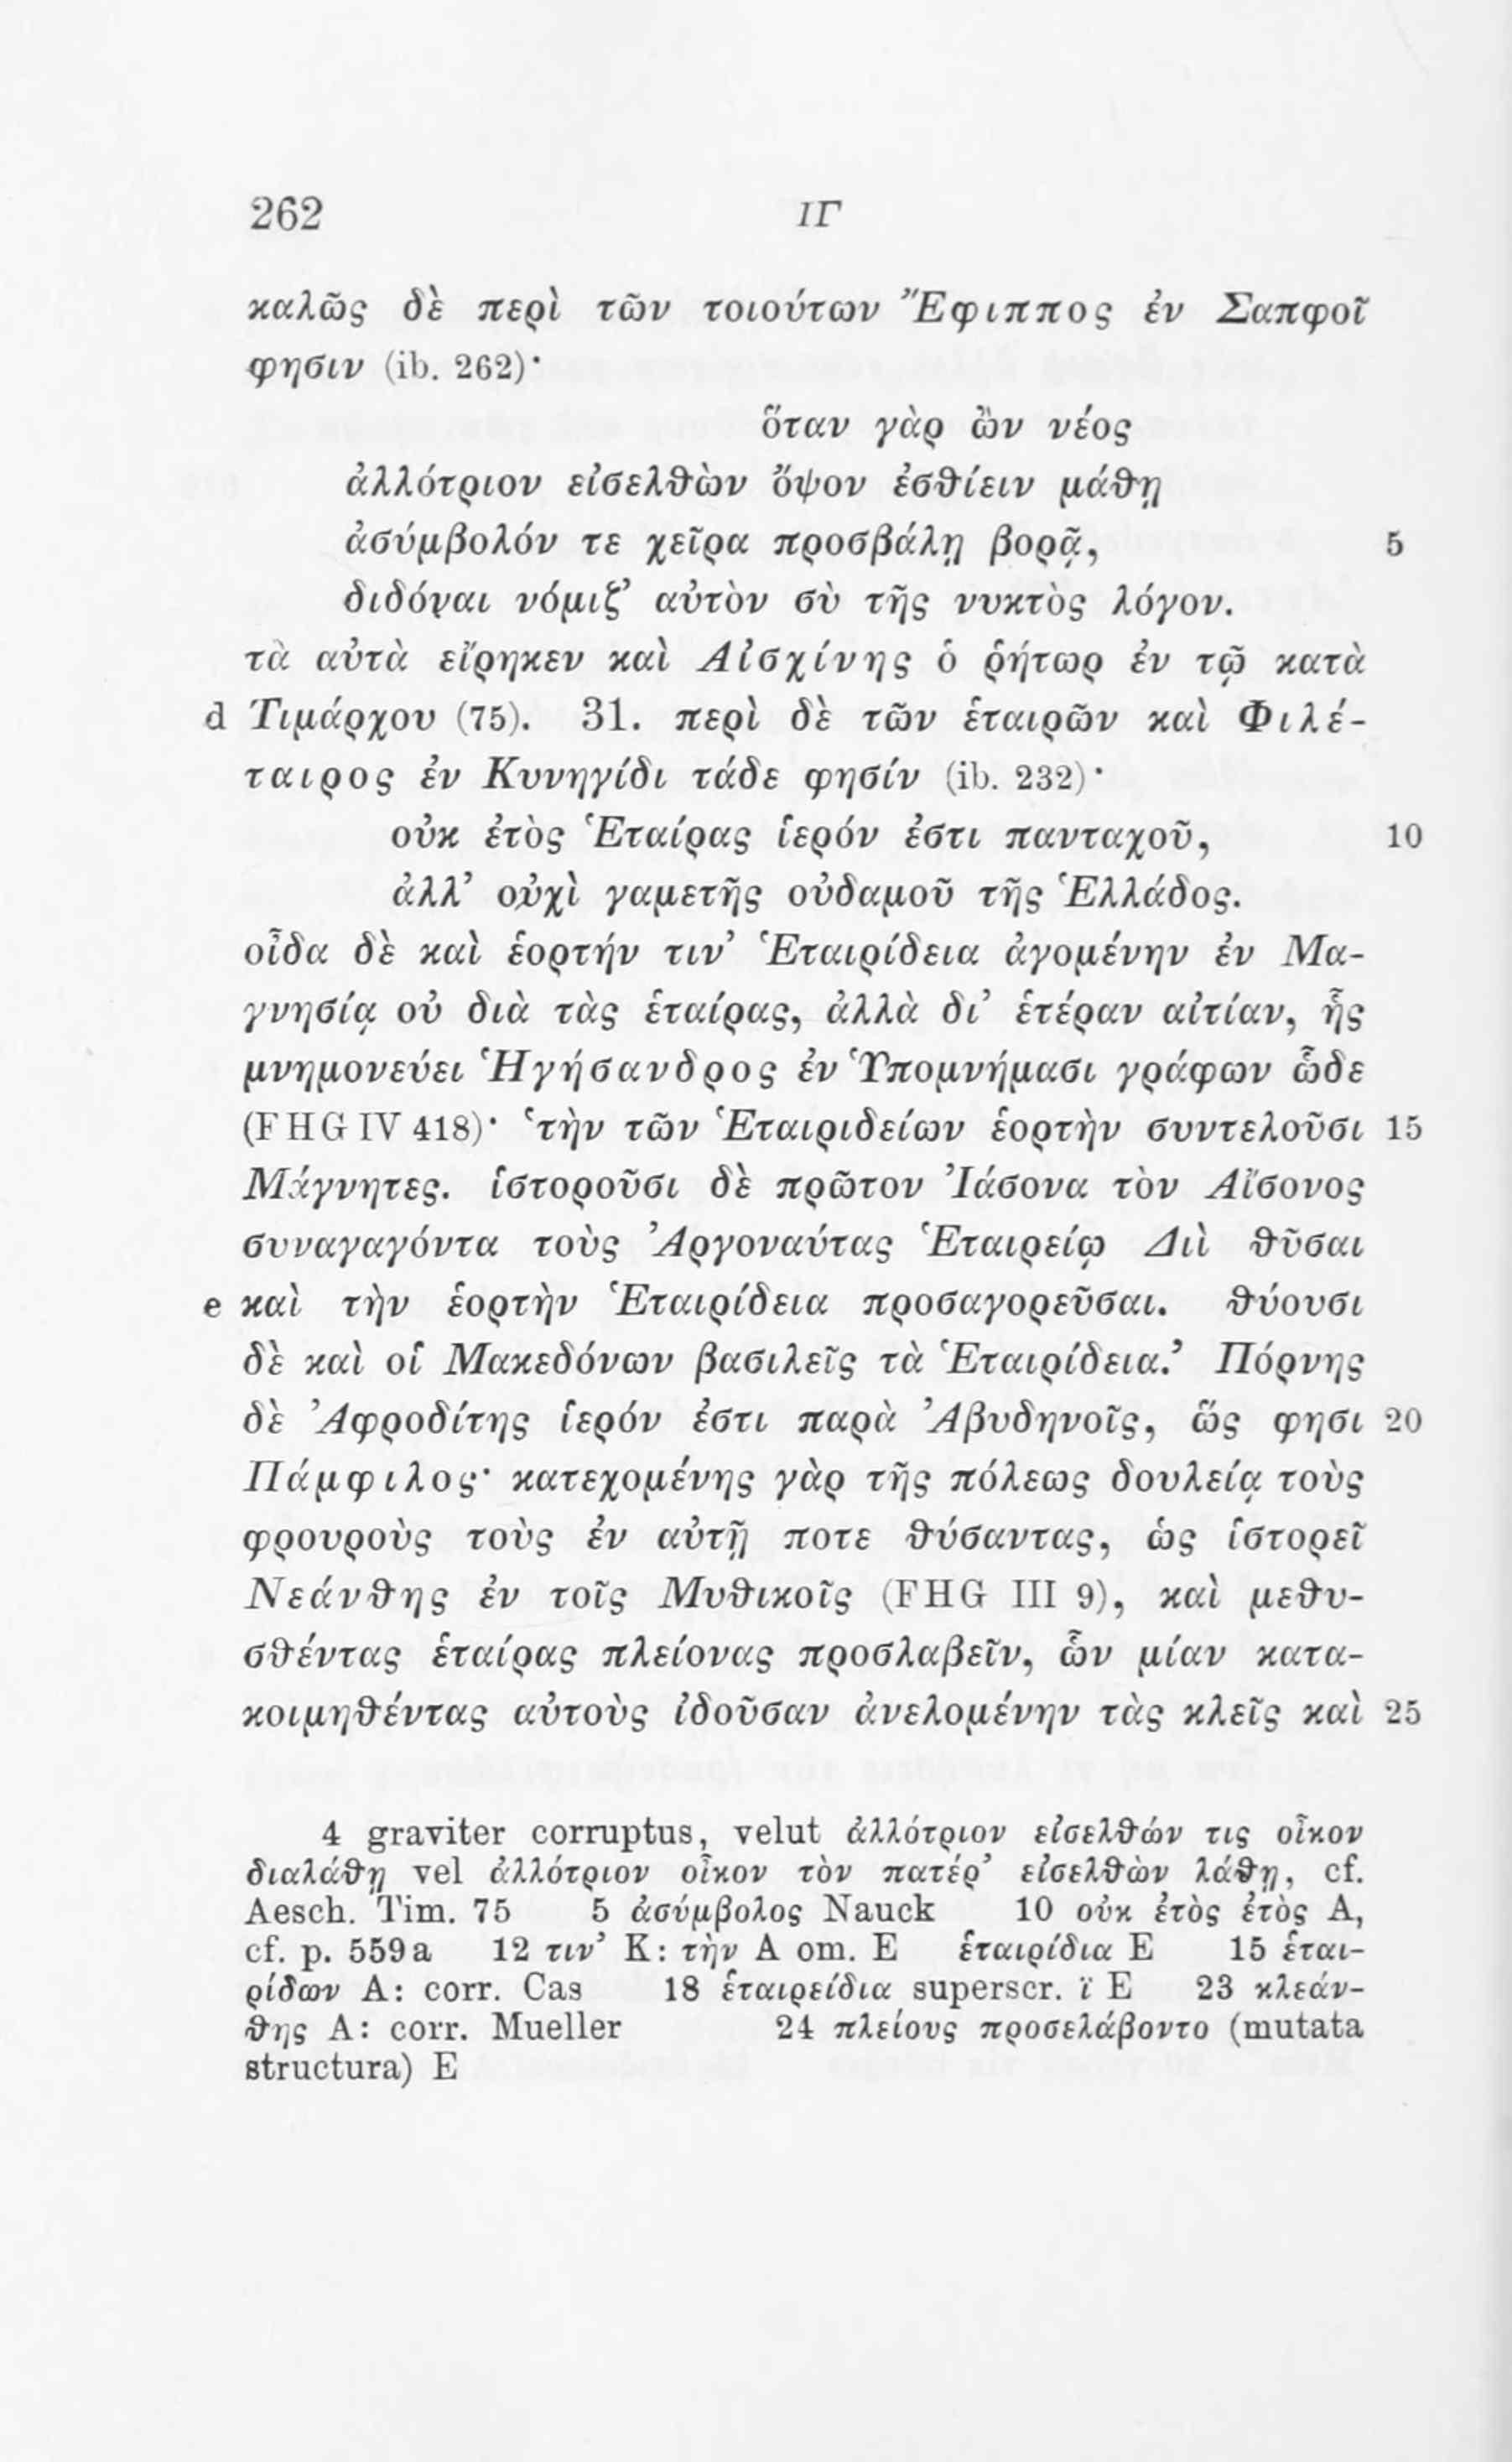 262 ΙΓ
καλῶς δὲ περὶ τῶν τοιούτων Ἔφιππος ἐν Σαπφοῖ
φησιν (ib. 262)·
ὅταν γὰρ ὢν νέος
ἀλλότριον εἰσελθὼν ὄψον ἐσθίειν μάθῃ
ἀσύμβολόν τε χεῖρα προσβάλῃ βορᾷ, 5
διδόναι νόμιζ’ αὐτὸν σὺ τῆς νυκτὸς λόγον.
τὰ αὐτὰ εἴρηκεν καὶ Αἰσχίνης ὁ ῥήτωρ ἐν τῷ κατὰ
d Τιμάρχου (75). 31. περὶ δὲ τῶν ἑταιρῶν καὶ Φιλέ-
ταιρος ἐν Κυνηγίδι τάδε φησίν (ib. 232)·
οὐκ ἐτὸς Ἑταίρας ἱερόν ἐστι πανταχοῦ, 10
ἀλλ’ οὐχὶ γαμετῆς οὐδαμοῦ τῆς Ἑλλάδος.
οἶδα δὲ καὶ ἑορτήν τιν’ Ἑταιρίδεια ἀγομένην ἐν Μα-
γνησίᾳ οὐ διὰ τὰς ἑταίρας, ἀλλὰ δι’ ἑτέραν αἰτίαν, ἧς
μνημονεύει Ἡγήσανδρος ἐν Ὑπομνήμασι γράφων ὧδε
(FHG IV 418)· ‘τὴν τῶν Ἑταιριδείων ἑορτὴν συντελοῦσι 15
Μάγνητες. ἱστοροῦσι δὲ πρῶτον Ἰάσονα τὸν Αἴσονος
συναγαγόντα τοὺς Ἀργοναύτας Ἑταιρείῳ Διὶ θῦσαι
e καὶ τὴν ἑορτὴν Ἑταιρίδεια προσαγορεῦσαι. θύουσι
δὲ καὶ οἱ Μακεδόνων βασιλεῖς τὰ Ἑταιρίδεια.’ Πόρνης
δὲ Ἀφροδίτης ἱερόν ἐστι παρὰ Ἀβυδηνοῖς, ὥς φησι 20
Πάμφιλος· κατεχομένης γὰρ τῆς πόλεως δουλείᾳ τοὺς
φρουροὺς τοὺς ἐν αὐτῇ ποτε θύσαντας, ὡς ἱστορεῖ
Νεάνθης ἐν τοῖς Μυθικοῖς (FHG III 9), καὶ μεθυ-
σθέντας ἑταίρας πλείονας προσλαβεῖν, ὧν μίαν κατα-
κοιμηθέντας αὐτοὺς ἰδοῦσαν ἀνελομένην τὰς κλεῖς καὶ 25
4 graviter corruptus, velut ἀλλότριον εἰσελθών τις οἶκον
διαλάθῃ vel ἀλλότριον οἶκον τὸν πατέρ’ εἰσελθὼν λάθῃ, cf.
Aesch. Tim. 75 5 ἀσύμβολος Nauck 10 οὐκ ἐτὸς ἐτὸς A,
cf. p. 559a 12 τιν’ K: τὴν A om. E ἑταιρίδια E 15 ἑται-
ρίδων A: corr. Cas 18 ἑταιρείδια superscr. ϊ E 23 κλεάν-
θης A: corr. Mueller 24 πλείους προσελάβοντο (mutata
structura) E